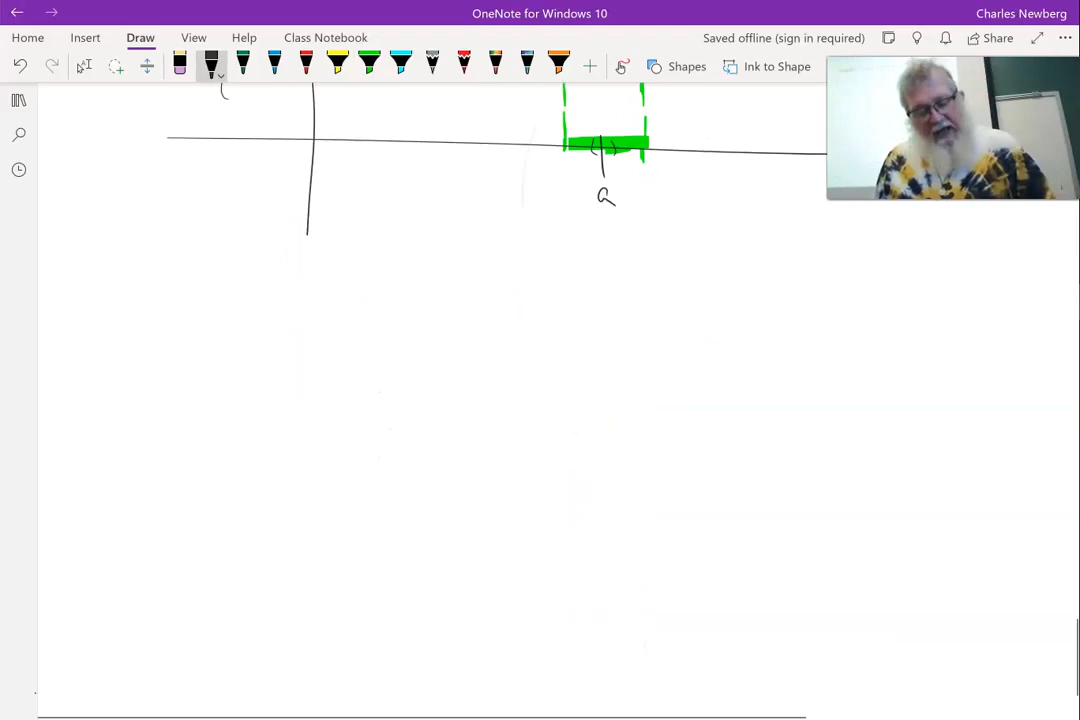 OneNote for Windows 10
Charles Newberg
Home Insert Draw View Help Class Notebook
Saved offline (sign in required)
Share
Shapes
Ink to Shape
a